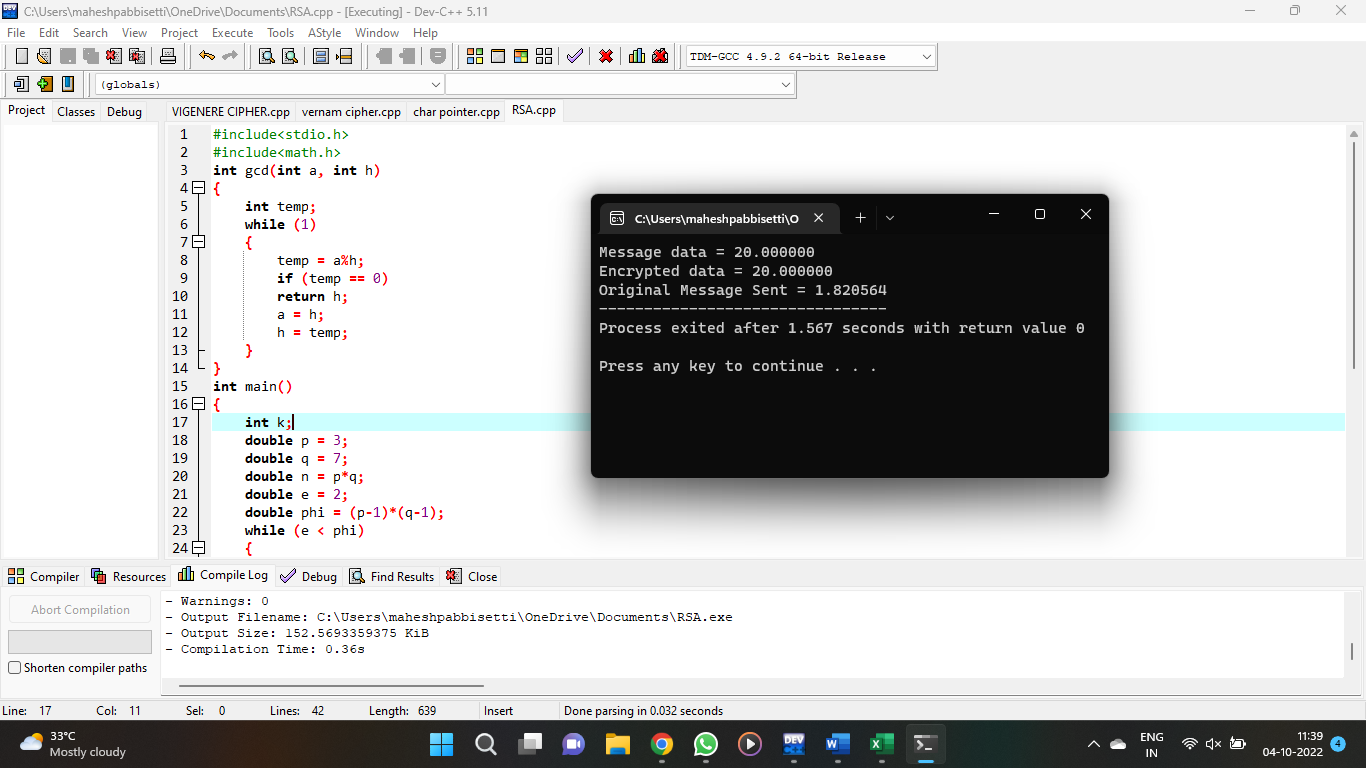 C:\Users\maheshpabbisetti\OneDrive\Documents\RSA.cpp - [Executing] - Dev-C++ 5.11
File Edit Search View Project Execute Tools AStyle Window Help
TDM-GCC 4.9.2 64-bit Release
(globals)
Project Classes Debug
VIGENERE CIPHER.cpp vernam cipher.cpp char pointer.cpp RSA.cpp
1 #include<stdio.h>
2 #include<math.h>
3 int gcd(int a, int h)
4 {
5 int temp;
6 while (1)
7 {
8 temp = a%h;
9 if (temp == 0)
10 return h;
11 a = h;
12 h = temp;
13 }
14 }
15 int main()
16 {
17 int k;
18 double p = 3;
19 double q = 7;
20 double n = p*q;
21 double e = 2;
22 double phi = (p-1)*(q-1);
23 while (e < phi)
24 {
C:\Users\maheshpabbisetti\O
Message data = 20.000000
Encrypted data = 20.000000
Original Message Sent = 1.820564
--------------------------------
Process exited after 1.567 seconds with return value 0
Press any key to continue . . .
Compiler Resources Compile Log Debug Find Results Close
Abort Compilation
Shorten compiler paths
- Warnings: 0
- Output Filename: C:\Users\maheshpabbisetti\OneDrive\Documents\RSA.exe
- Output Size: 152.5693359375 KiB
- Compilation Time: 0.36s
Line: 17 Col: 11 Sel: 0 Lines: 42 Length: 639 Insert Done parsing in 0.032 seconds
33°C
Mostly cloudy
DEV
ENG
IN
11:39
04-10-2022
4